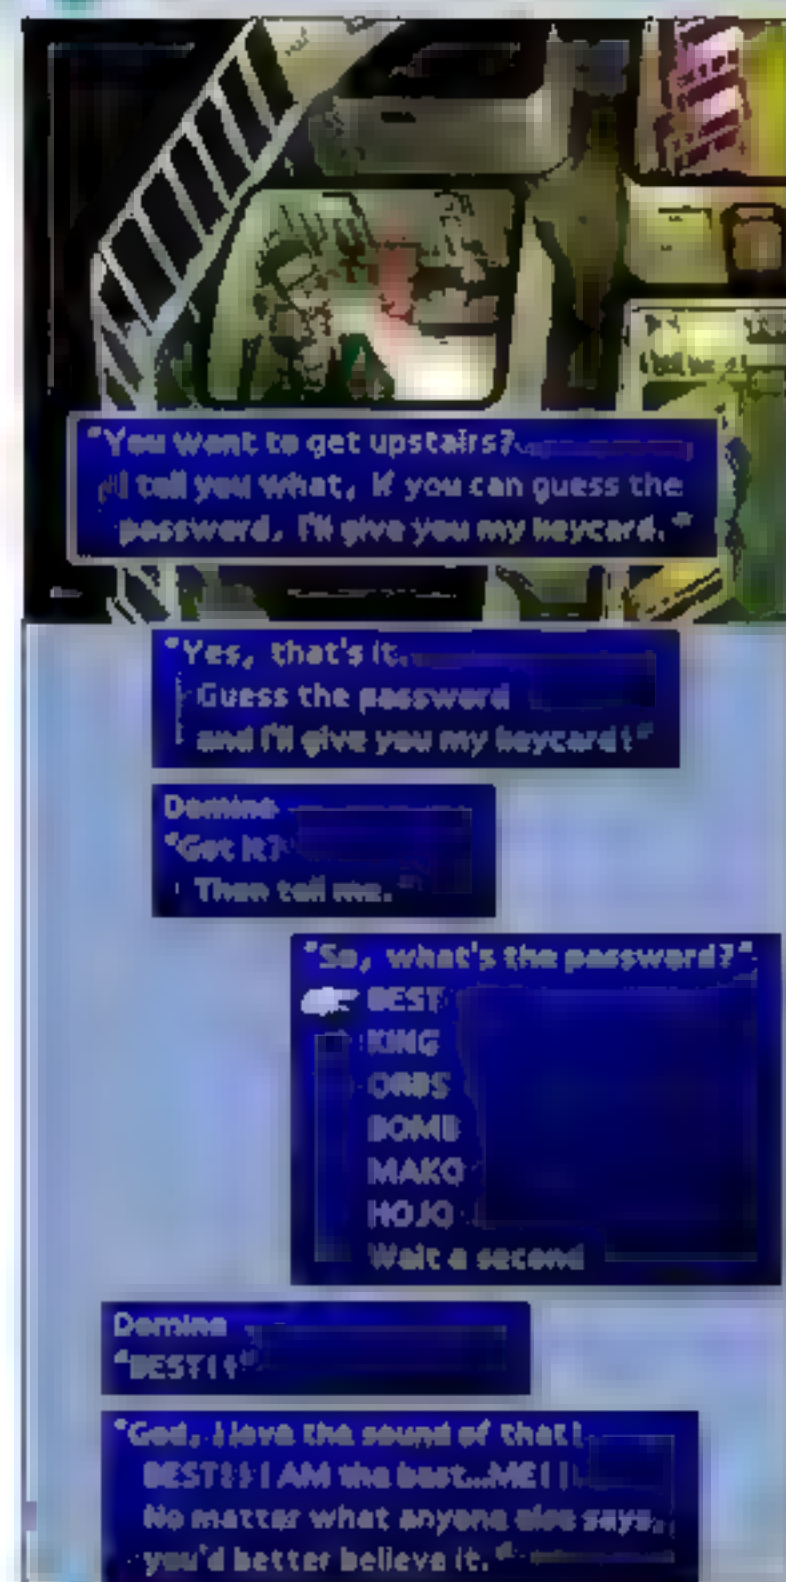 "You want to get upstairs?
I tell you what, if you can guess the
password, I'll give you my keycard."
"Yes, that's it.
Guess the password
and I'll give you my keycard!"
Domino
"Got it?
Then tell me."
"So, what's the password?"
BEST
KING
ORBS
BOMB
MAKO
HOJO
Wait a second
Domino
"BEST!!"
"God, I love the sound of that!
BEST!!! I AM the best...ME!!
No matter what anyone else says,
you'd better believe it."